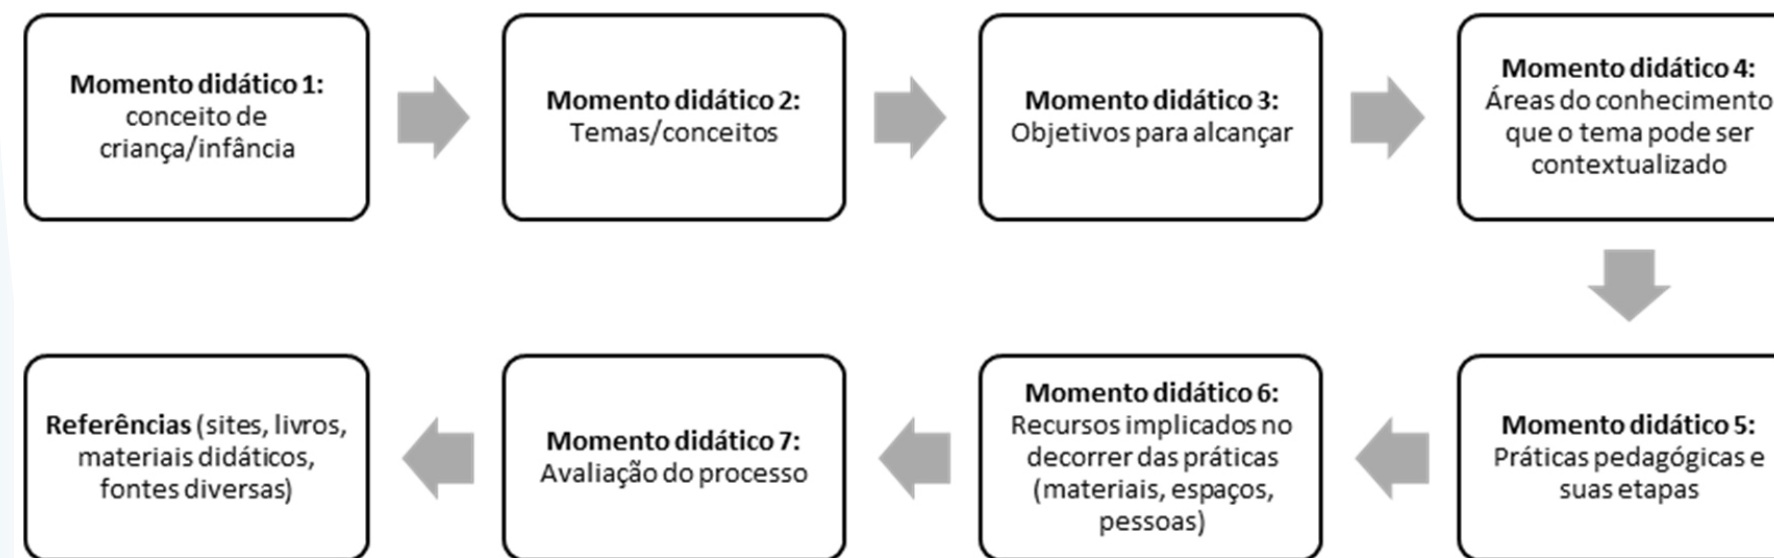 Momento didático 1:
conceito de
criança/infância
Momento didático 2:
Temas/conceitos
Momento didático 3:
Objetivos para alcançar
Momento didático 4:
Áreas do conhecimento
que o tema pode ser
contextualizado
Momento didático 5:
Práticas pedagógicas e
suas etapas
Momento didático 6:
Recursos implicados no
decorrer das práticas
(materiais, espaços,
pessoas)
Momento didático 7:
Avaliação do processo
Referências (sites, livros,
materiais didáticos,
fontes diversas)